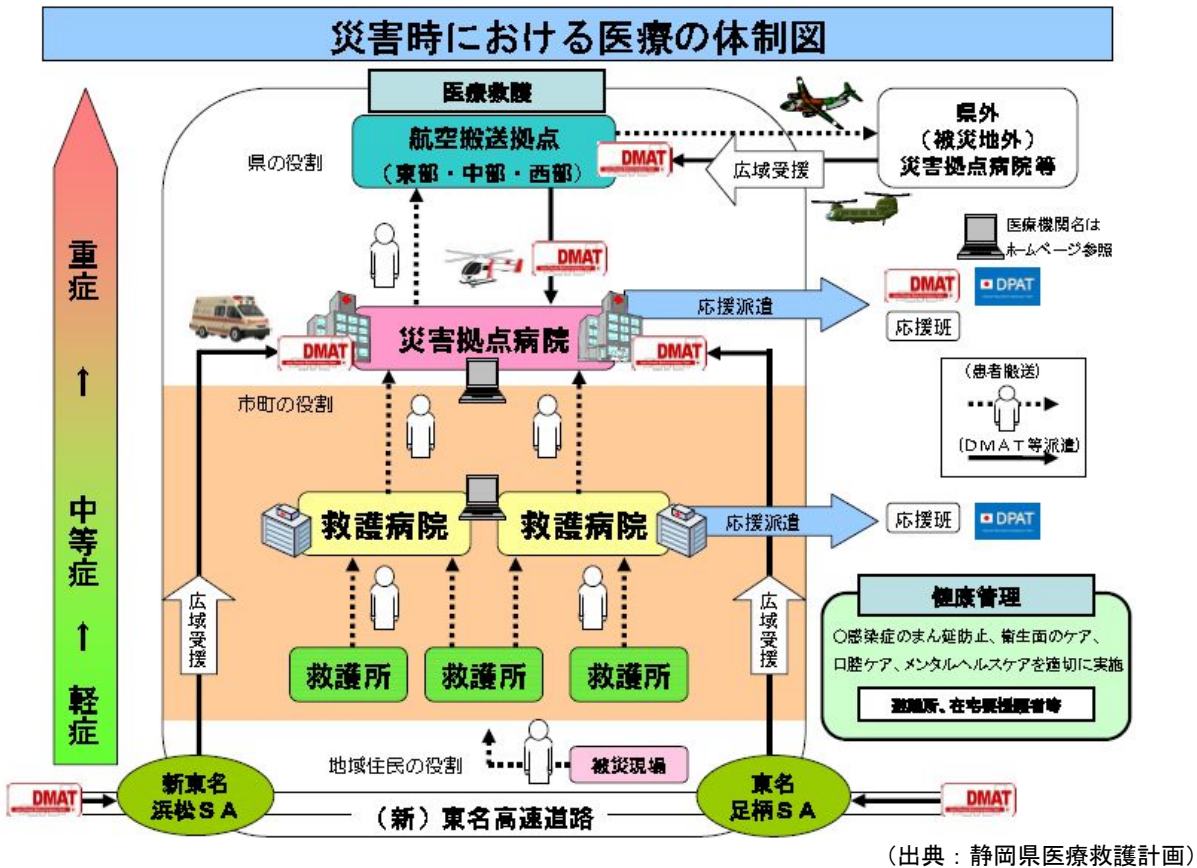 災害時における医療の体制図
医療救護
航空搬送拠点
（東部・中部・西部）
県の役割
DMAT
広域受援
県外
（被災地外）
災害拠点病院等
医療機関名は
ホームページ参照
DMAT
重症
↑
中等症
↑
軽症
災害拠点病院
DMAT
DMAT
応援派遣
DMAT
DPAT
応援班
市町の役割
（患者搬送）
（ＤＭＡＴ等派遣）
救護病院
救護病院
応援派遣
応援班
DPAT
広域受援
広域受援
救護所
救護所
救護所
健康管理
○感染症のまん延防止、衛生面のケア、
口腔ケア、メンタルヘルスケアを適切に実施
避難所、在宅要援護者等
地域住民の役割
被災現場
DMAT
新東名
浜松ＳＡ
（新）東名高速道路
東名
足柄ＳＡ
DMAT
（出典：静岡県医療救護計画）